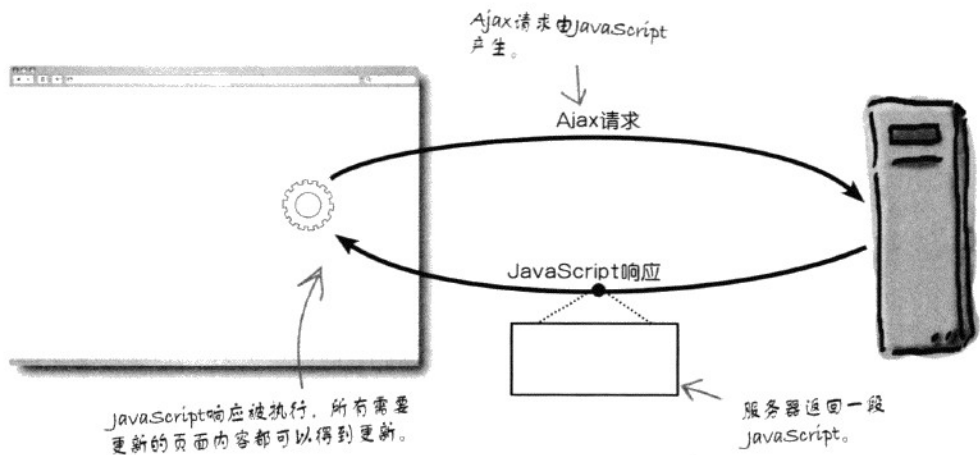 Ajax请求由JavaScript
产生。
Ajax请求
JavaScript响应
JavaScript响应被执行，所有需要
更新的页面内容都可以得到更新。
服务器返回一段
JavaScript。